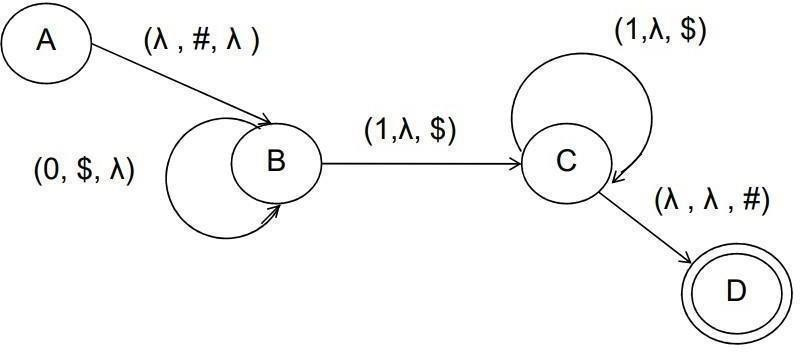 A
(λ , #, λ )
(1,λ, $)
(1,λ, $)
(0, $, λ)
B
C
(λ , λ , #)
D